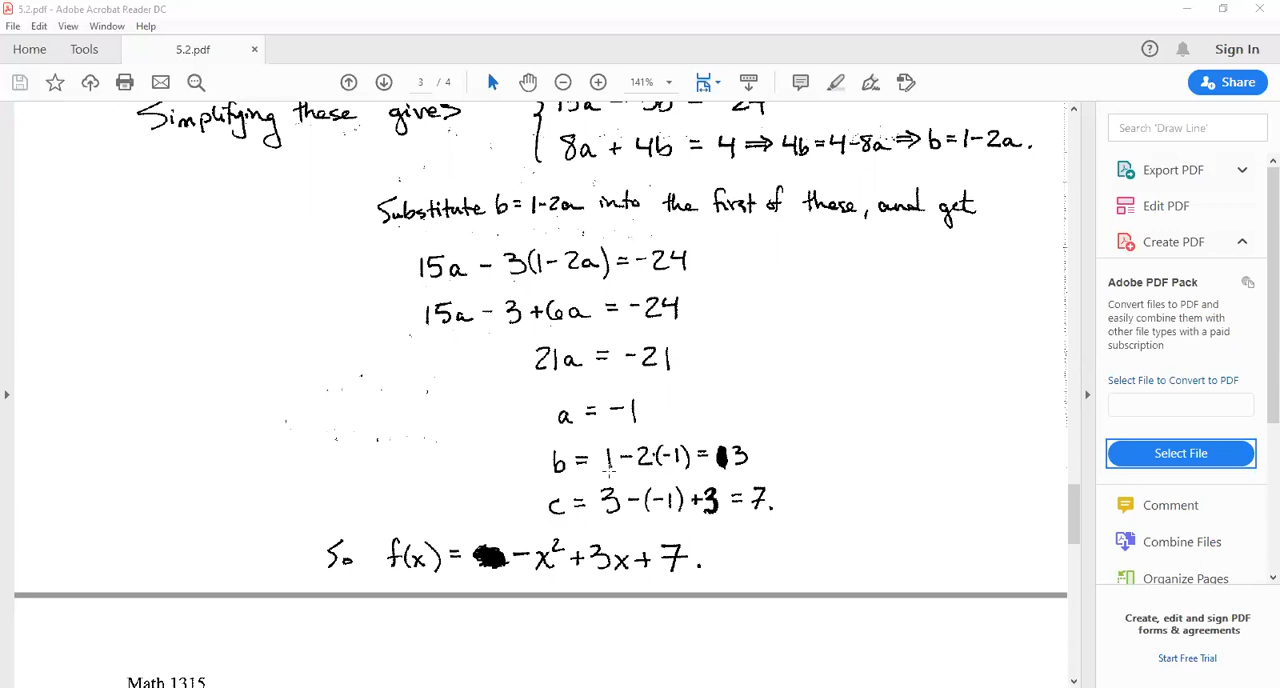 5.2.pdf - Adobe Acrobat Reader DC
File Edit View Window Help
Home Tools 5.2.pdf × Sign In
3 / 4 141% Share
Simplifying these gives
15a - 3b = -24
8a + 4b = 4 ⇒ 4b = 4-8a ⇒ b = 1-2a.
Substitute b = 1-2a into the first of these, and get
15a - 3(1-2a) = -24
15a - 3 + 6a = -24
21a = -21
a = -1
b = 1-2·(-1) = 3
c = 3-(-1)+3 = 7.
So f(x) = -x²+3x+7.
Math 1315
Search 'Draw Line'
Export PDF
Edit PDF
Create PDF
Adobe PDF Pack
Convert files to PDF and
easily combine them with
other file types with a paid
subscription
Select File to Convert to PDF
Select File
Comment
Combine Files
Organize Pages
Create, edit and sign PDF
forms & agreements
Start Free Trial